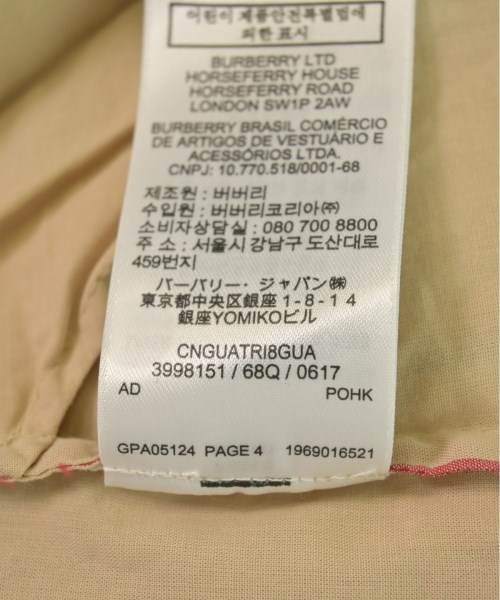 어린이 제품안전특별법에
의한 표시
BURBERRY LTD
HORSEFERRY HOUSE
HORSEFERRY ROAD
LONDON SW1P 2AW
BURBERRY BRASIL COMÉRCIO
DE ARTIGOS DE VESTUÁRIO E
ACESSÓRIOS LTDA.
CNPJ: 10.770.518/0001-68
제조원 : 버버리
수입원 : 버버리코리아㈜
소비자상담실 : 080 700 8800
주 소 : 서울시 강남구 도산대로
459번지
バーバリー・ジャパン㈱
東京都中央区銀座 1-8-14
銀座YOMIKOビル
CNGUATRI8GUA
3998151 / 68Q / 0617
AD POHK
GPA05124 PAGE 4 1969016521